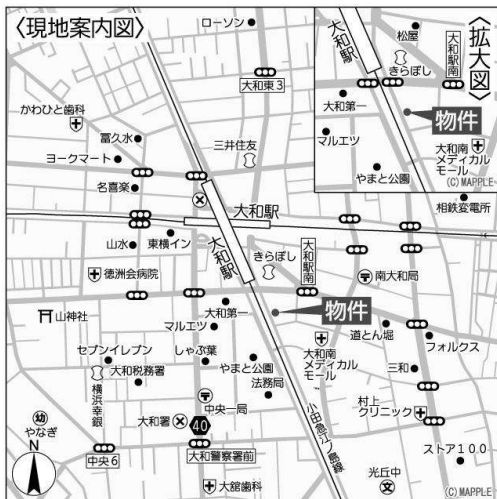 〈現地案内図〉
ローソン
大和駅
大和東3
かわひと歯科
冨久水
三井住友
ヨークマート
名喜楽
大和駅
大和駅
山水
東横イン
きらぼし
大和駅南
徳洲会病院
南大和局
山神社
大和第一
物件
マルエツ
道とん堀
フォルクス
セブンイレブン
しゃぶ葉
大和南
メディカル
モール
大和税務署
やまと公園
三和
横浜幸銀
法務局
中央一局
村上
クリニック
幼
やなぎ
大和署
40
小田急江ノ島線
N
中央6
大和警察署前
ストア100
光丘中
文
大舘歯科
(C)MAPPLE
〈拡大図〉
松屋
きらぼし
大和駅南
大和第一
物件
マルエツ
大和南
メディカル
モール
やまと公園
(C)MAPPLE
相鉄変電所